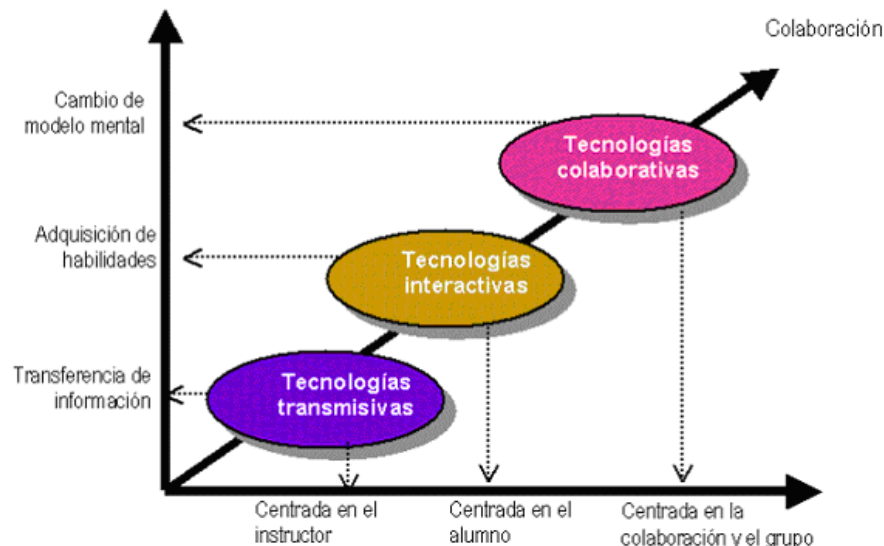 Colaboración
Cambio de
modelo mental
Tecnologías
colaborativas
Adquisición de
habilidades
Tecnologías
interactivas
Transferencia de
información
Tecnologías
transmisivas
Centrada en el
instructor
Centrada en el
alumno
Centrada en la
colaboración y el grupo